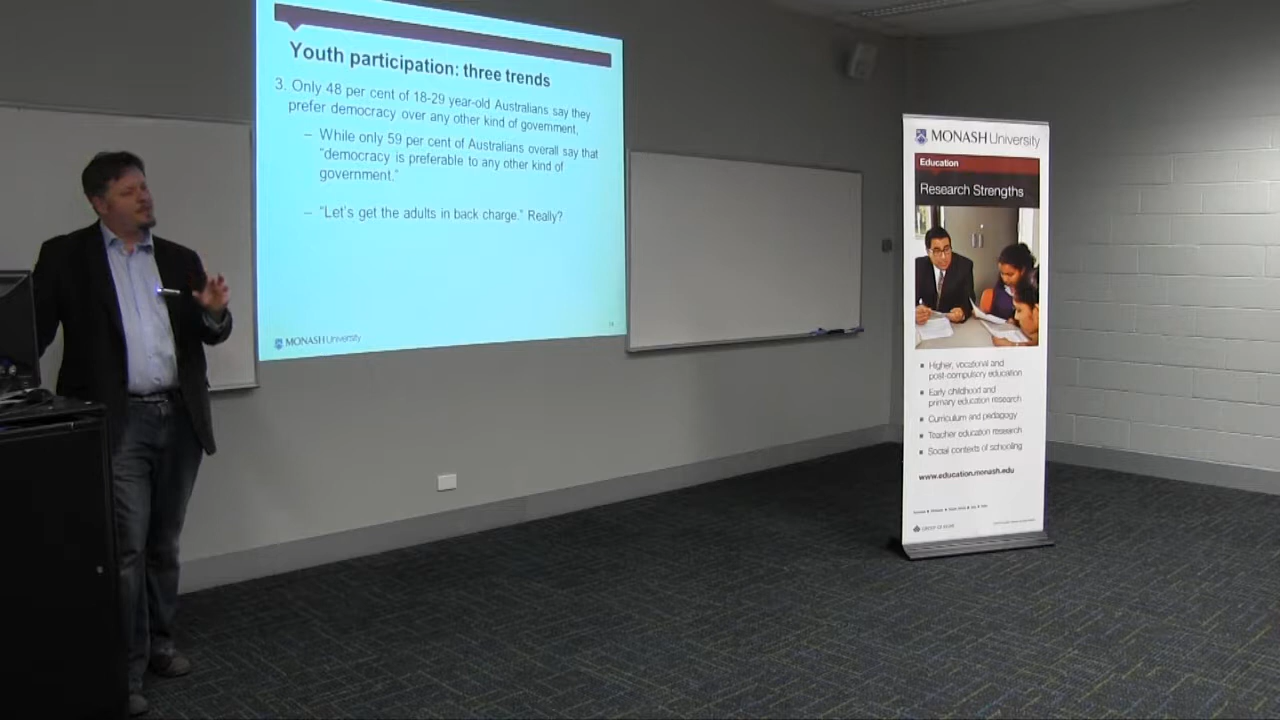 Youth participation: three trends
3. Only 48 per cent of 18-29 year-old Australians say they
prefer democracy over any other kind of government,
– While only 59 per cent of Australians overall say that
"democracy is preferable to any other kind of
government."
– "Let's get the adults in back charge." Really?
MONASH University
MONASH University
Education
Research Strengths
▪ Higher, vocational and
post-compulsory education
▪ Early childhood and
primary education research
▪ Curriculum and pedagogy
▪ Teacher education research
▪ Social contexts of schooling
www.education.monash.edu